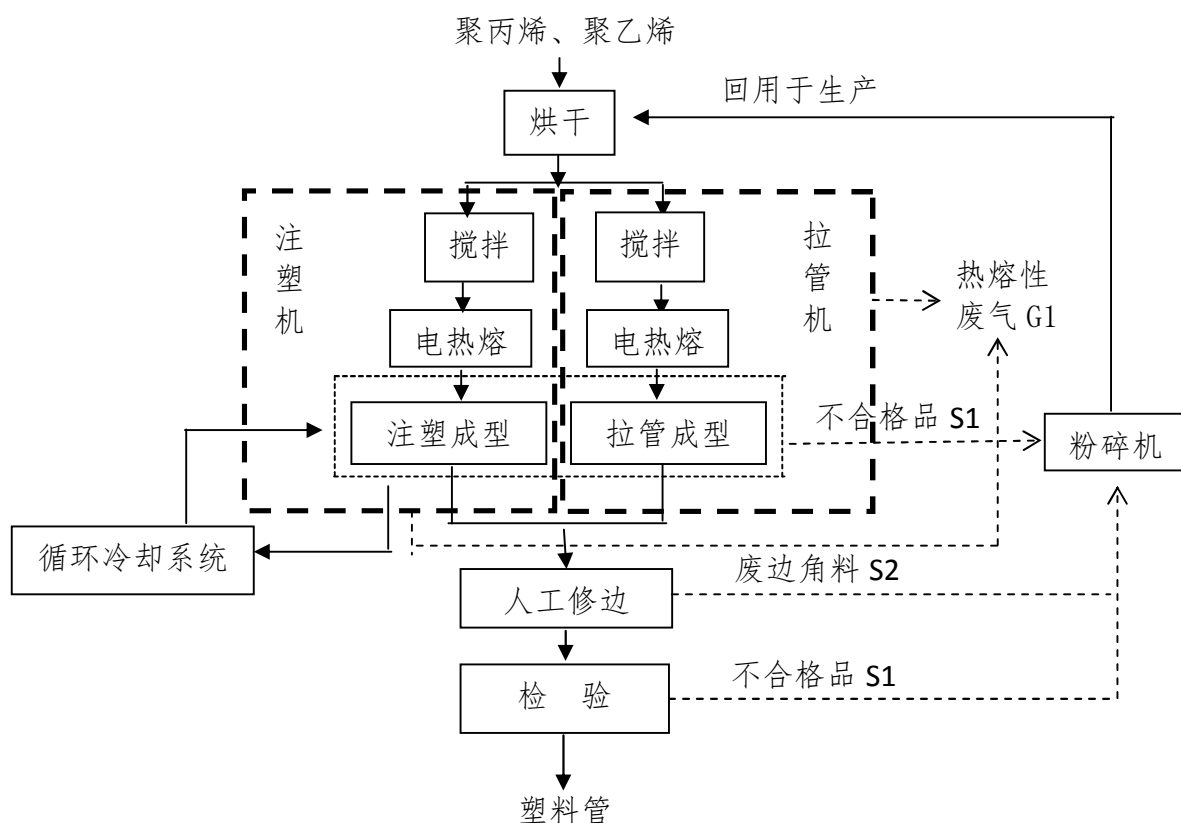 聚丙烯、聚乙烯
回用于生产
烘干
注塑机
搅拌
搅拌
拉管机
热熔性
废气 G1
电热熔
电热熔
注塑成型
拉管成型
不合格品 S1
粉碎机
循环冷却系统
废边角料 S2
人工修边
不合格品 S1
检 验
塑料管